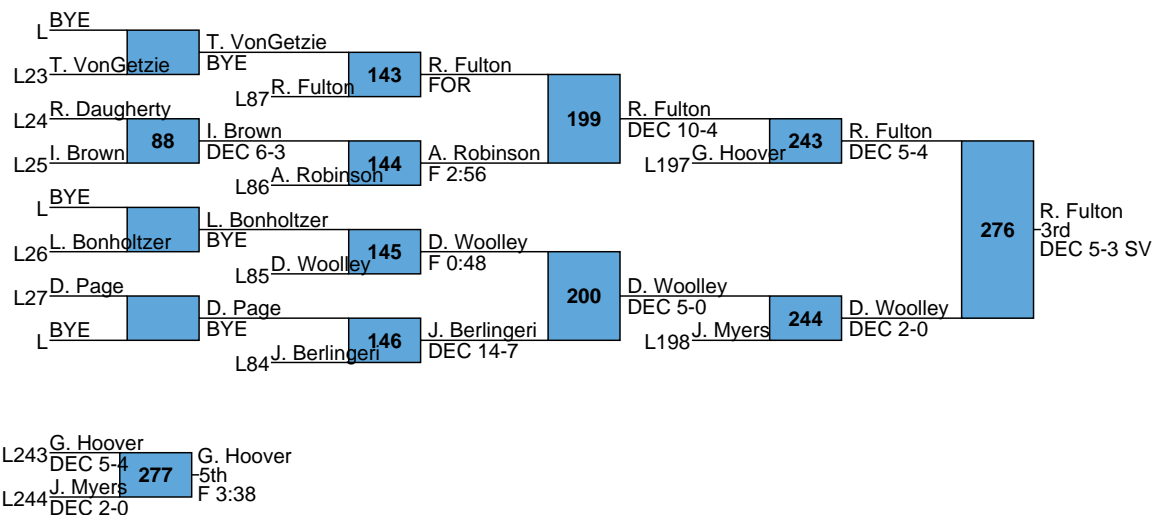 L BYE
L23 T. VonGetzie
T. VonGetzie
BYE
L87 R. Fulton
143
R. Fulton
FOR
L24 R. Daugherty
88
L25 I. Brown
I. Brown
DEC 6-3
L86 A. Robinson
144
A. Robinson
F 2:56
199
R. Fulton
DEC 10-4
L197 G. Hoover
243
R. Fulton
DEC 5-4
L BYE
L26 L. Bonholtzer
L. Bonholtzer
BYE
L85 D. Woolley
145
D. Woolley
F 0:48
L27 D. Page
L BYE
D. Page
BYE
L84 J. Berlingeri
146
J. Berlingeri
DEC 14-7
200
D. Woolley
DEC 5-0
L198 J. Myers
244
D. Woolley
DEC 2-0
276
R. Fulton
3rd
DEC 5-3 SV
L243 G. Hoover
DEC 5-4
277
L244 J. Myers
DEC 2-0
G. Hoover
5th
F 3:38